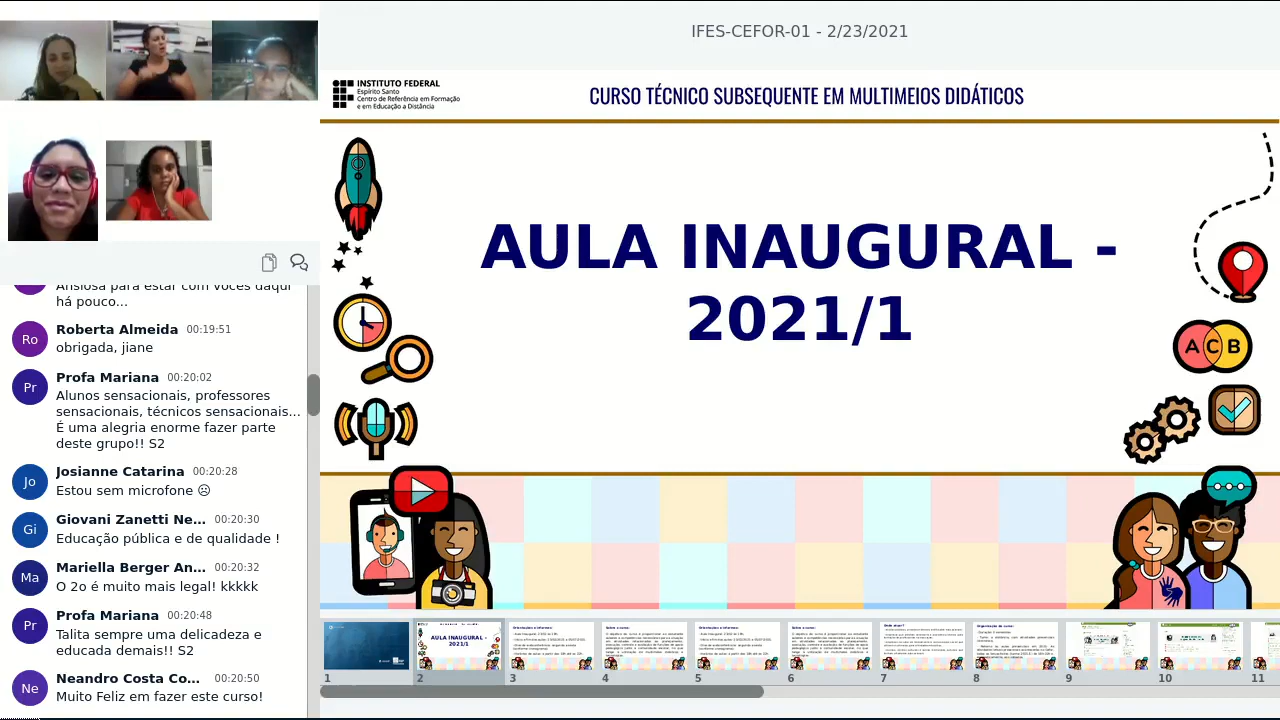 IFES-CEFOR-01 - 2/23/2021
INSTITUTO FEDERAL
Espírito Santo
Centro de Referência em Formação
e em Educação a Distância
CURSO TÉCNICO SUBSEQUENTE EM MULTIMEIOS DIDÁTICOS
AULA INAUGURAL -
2021/1
A C B
Ansiosa para estar com vocês daqui
há pouco...
Ro
Roberta Almeida 00:19:51
obrigada, jiane
Pr
Profa Mariana 00:20:02
Alunos sensacionais, professores
sensacionais, técnicos sensacionais...
É uma alegria enorme fazer parte
deste grupo!! S2
Jo
Josianne Catarina 00:20:28
Estou sem microfone ☹
Gi
Giovani Zanetti Ne... 00:20:30
Educação pública e de qualidade !
Ma
Mariella Berger An... 00:20:32
O 2o é muito mais legal! kkkkk
Pr
Profa Mariana 00:20:48
Talita sempre uma delicadeza e
educação mil!! S2
Ne
Neandro Costa Co... 00:20:50
Muito Feliz em fazer este curso!
AULA INAUGURAL -
2021/1
1 2 3 4 5 6 7 8 9 10 11